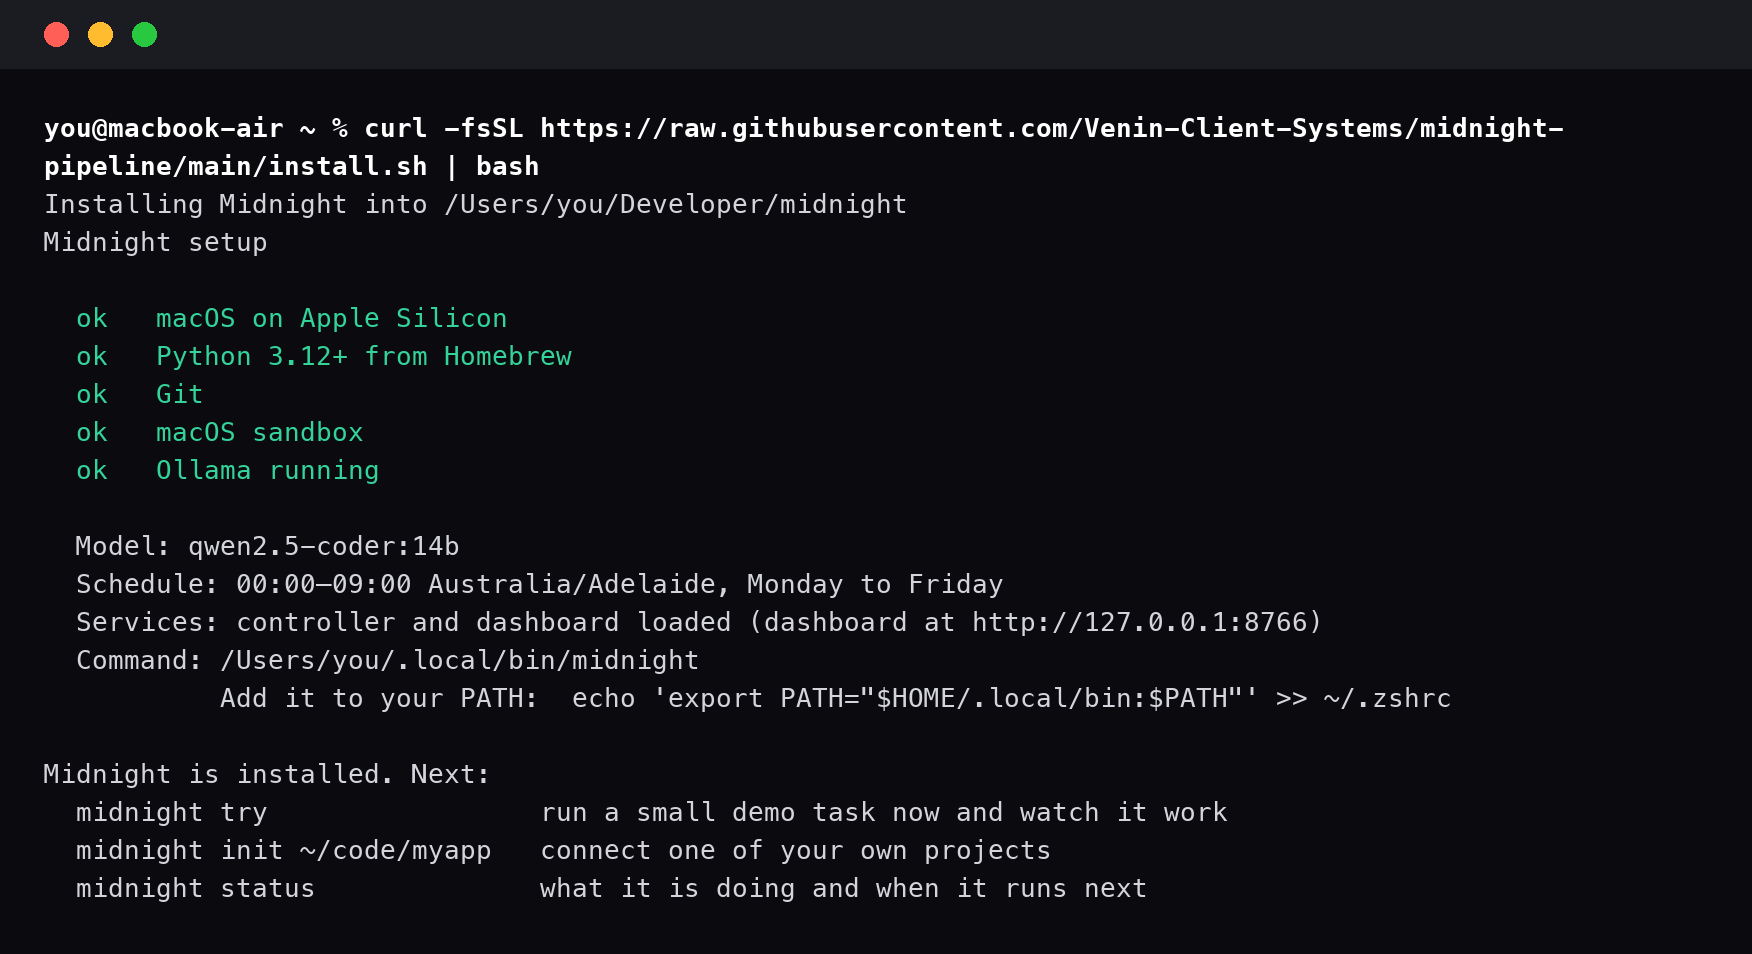 you@macbook-air ~ % curl -fsSL https://raw.githubusercontent.com/Venin-Client-Systems/midnight-
pipeline/main/install.sh | bash
Installing Midnight into /Users/you/Developer/midnight
Midnight setup
ok   macOS on Apple Silicon
ok   Python 3.12+ from Homebrew
ok   Git
ok   macOS sandbox
ok   Ollama running
Model: qwen2.5-coder:14b
Schedule: 00:00–09:00 Australia/Adelaide, Monday to Friday
Services: controller and dashboard loaded (dashboard at http://127.0.0.1:8766)
Command: /Users/you/.local/bin/midnight
Add it to your PATH:  echo 'export PATH="$HOME/.local/bin:$PATH"' >> ~/.zshrc
Midnight is installed. Next:
midnight try                 run a small demo task now and watch it work
midnight init ~/code/myapp   connect one of your own projects
midnight status              what it is doing and when it runs next